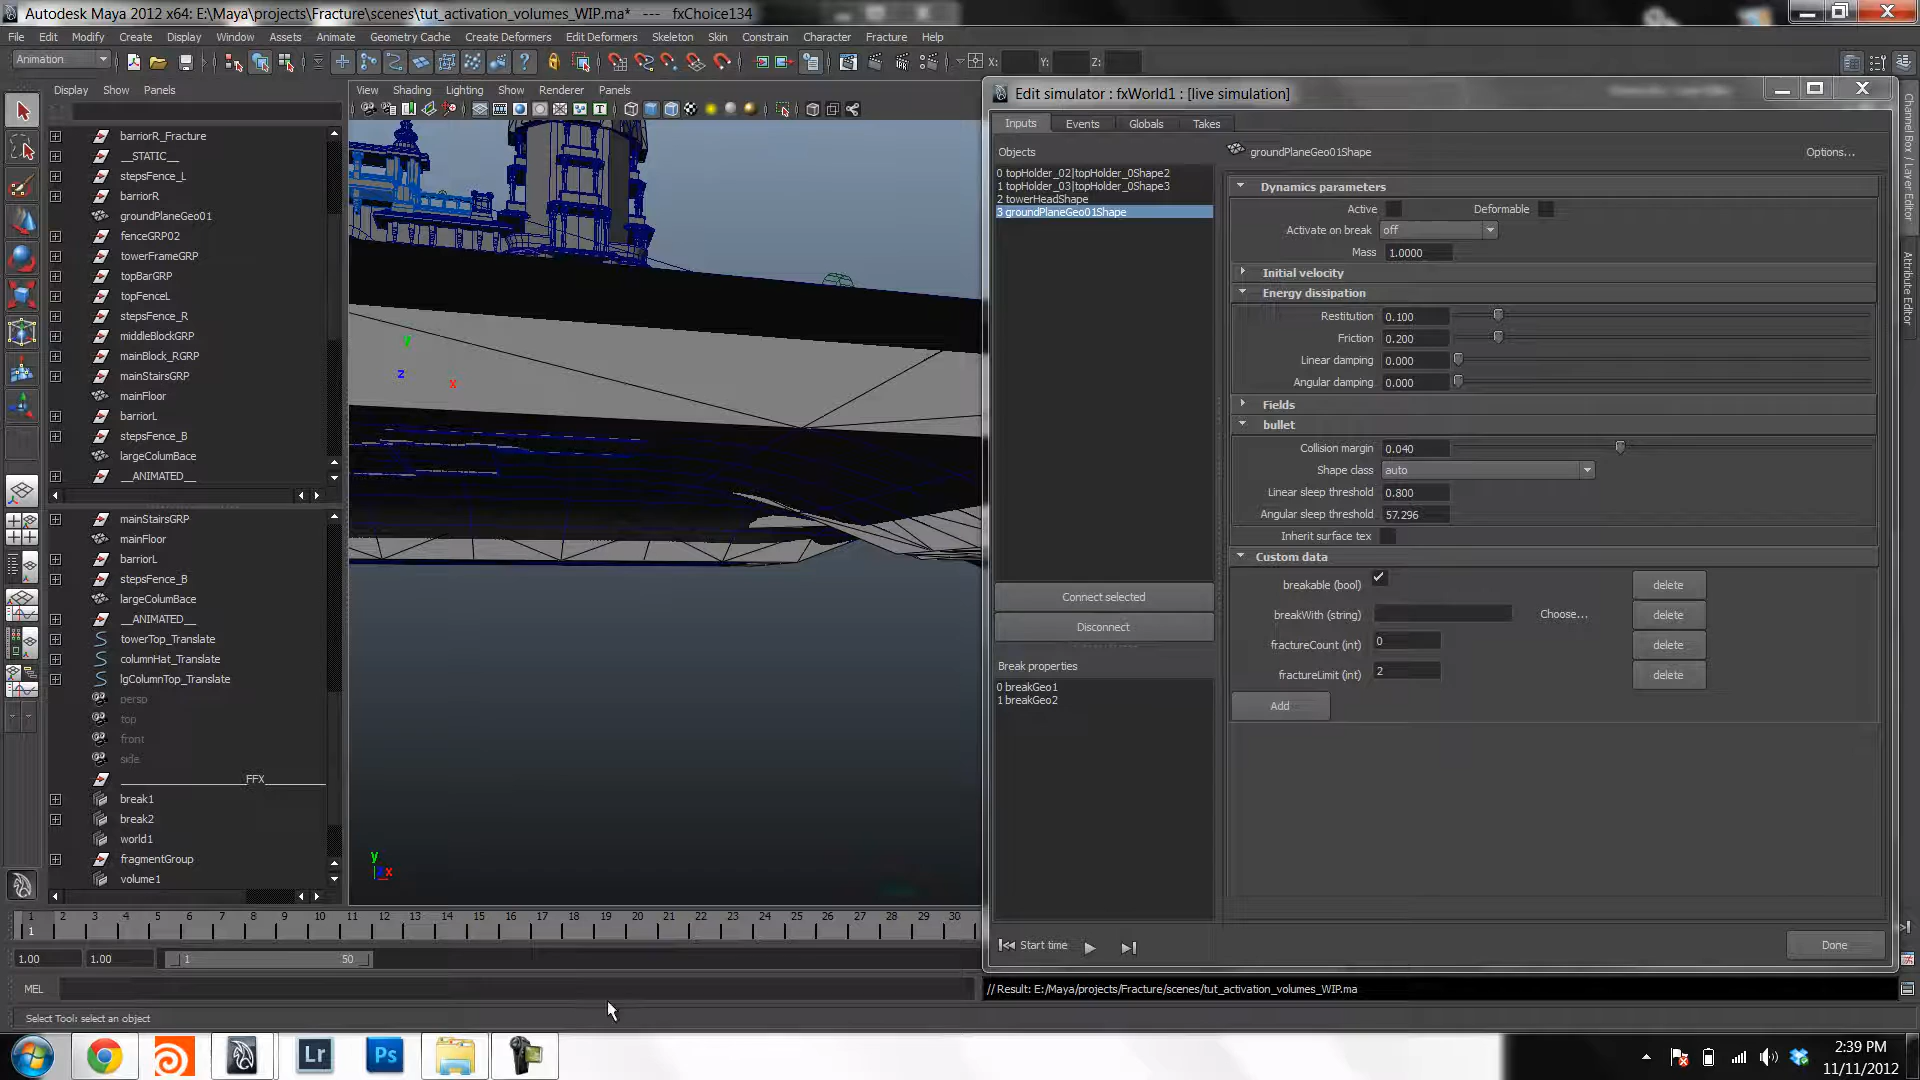 Autodesk Maya 2012 x64: E:\Maya\projects\Fracture\scenes\tut_activation_volumes_WIP.ma* --- fxChoice134
File Edit Modify Create Display Window Assets Animate Geometry Cache Create Deformers Edit Deformers Skeleton Skin Constrain Character Fracture Help
Animation X: Y: Z:
Display Show Panels
View Shading Lighting Show Renderer Panels
barriorR_Fracture
__STATIC__
stepsFence_L
barriorR
groundPlaneGeo01
fenceGRP02
towerFrameGRP
topBarGRP
topFenceL
stepsFence_R
middleBlockGRP
mainBlock_RGRP
mainStairsGRP
mainFloor
barriorL
stepsFence_B
largeColumBace
__ANIMATED__
mainStairsGRP
mainFloor
barriorL
stepsFence_B
largeColumBace
__ANIMATED__
towerTop_Translate
columnHat_Translate
lgColumnTop_Translate
persp
top
front
side
____________________FFX____________
break1
break2
world1
fragmentGroup
volume1
y
z
x
y
z x
Edit simulator : fxWorld1 : [live simulation]
Inputs Events Globals Takes
Objects
0 topHolder_02|topHolder_0Shape2
1 topHolder_03|topHolder_0Shape3
2 towerHeadShape
3 groundPlaneGeo01Shape
Connect selected
Disconnect
Break properties
0 breakGeo1
1 breakGeo2
groundPlaneGeo01Shape Options...
Dynamics parameters
Active Deformable
Activate on break off
Mass 1.0000
Initial velocity
Energy dissipation
Restitution 0.100
Friction 0.200
Linear damping 0.000
Angular damping 0.000
Fields
bullet
Collision margin 0.040
Shape class auto
Linear sleep threshold 0.800
Angular sleep threshold 57.296
Inherit surface tex
Custom data
breakable (bool) delete
breakWith (string) Choose... delete
fractureCount (int) 0 delete
fractureLimit (int) 2 delete
Add
Start time Done
Channel Box / Layer Editor
Attribute Editor
1 2 3 4 5 6 7 8 9 10 11 12 13 14 15 16 17 18 19 20 21 22 23 24 25 26 27 28 29 30
1
1.00 1.00 1 50
MEL // Result: E:/Maya/projects/Fracture/scenes/tut_activation_volumes_WIP.ma
Select Tool: select an object
Lr Ps
2:39 PM
11/11/2012